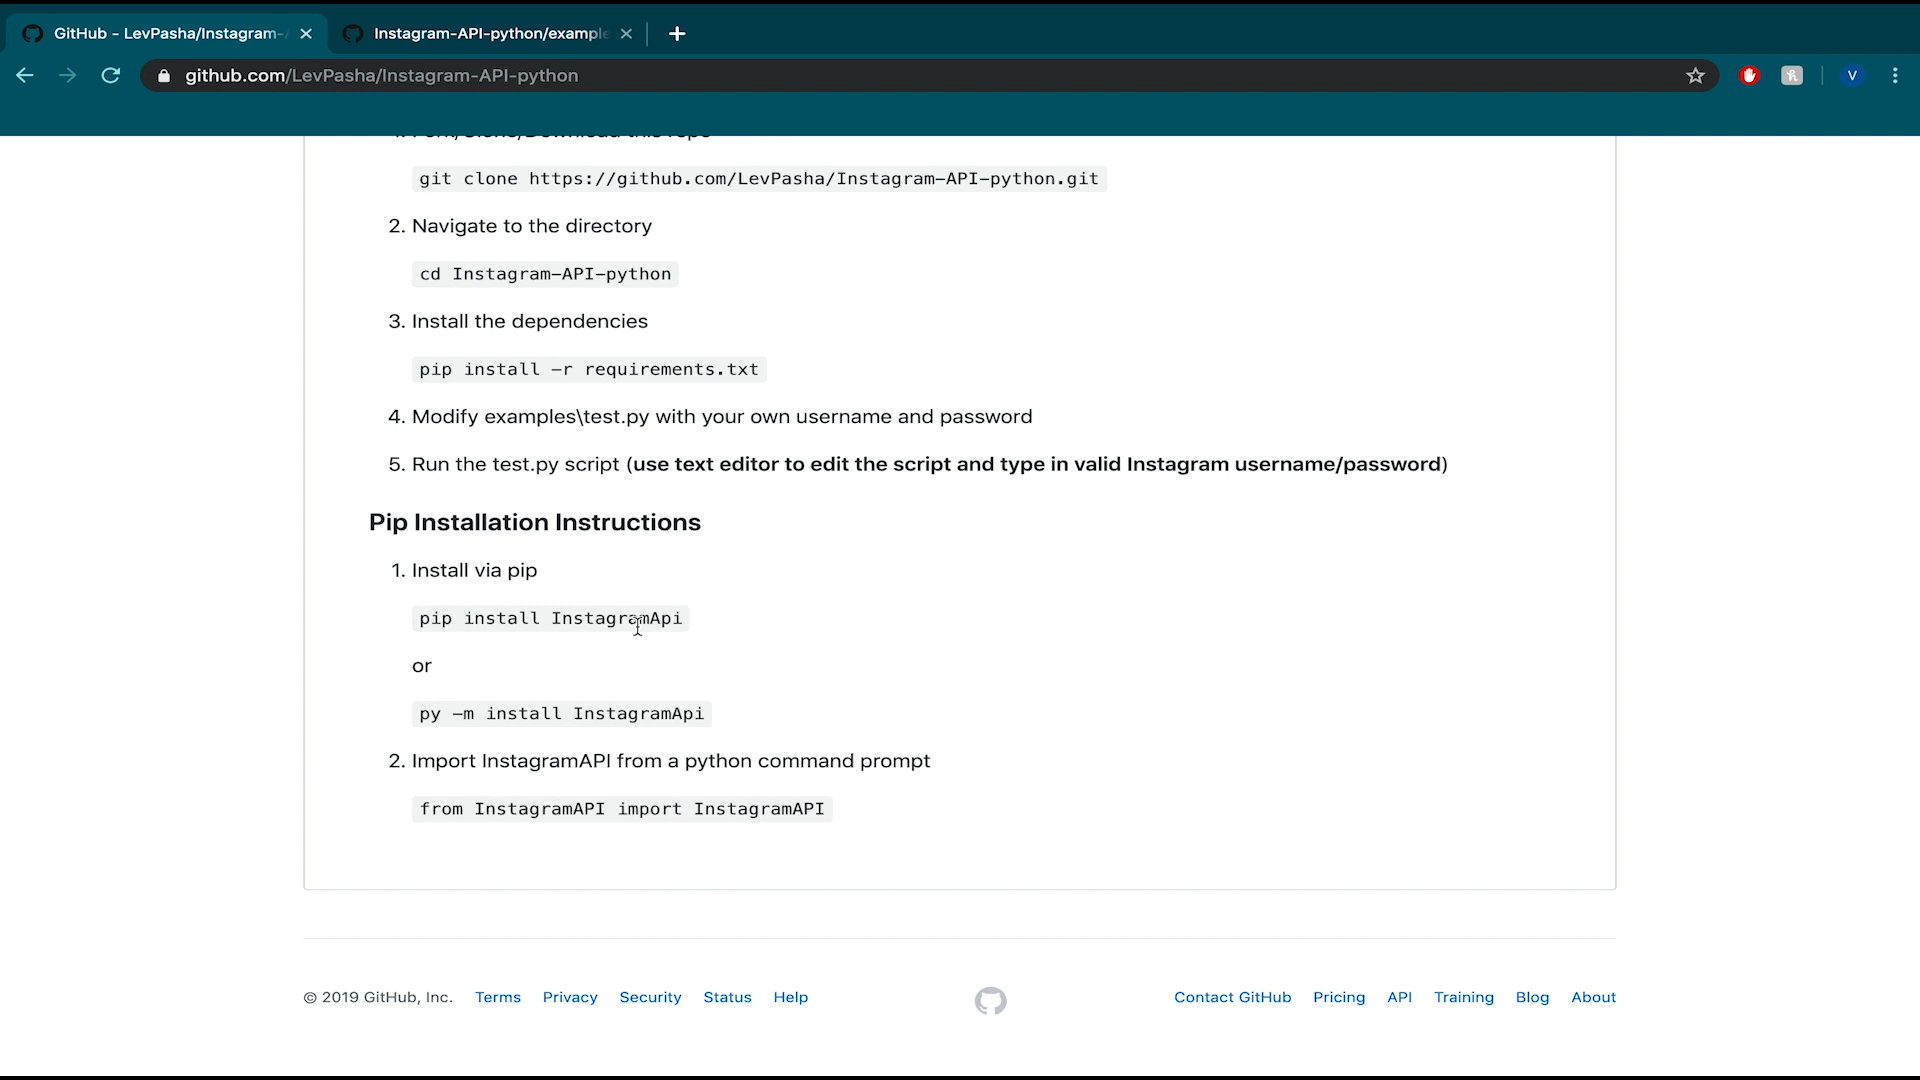 GitHub - LevPasha/Instagram-
Instagram-API-python/example
github.com/LevPasha/Instagram-API-python
V
git clone https://github.com/LevPasha/Instagram-API-python.git
2. Navigate to the directory
cd Instagram-API-python
3. Install the dependencies
pip install -r requirements.txt
4. Modify examples\test.py with your own username and password
5. Run the test.py script (use text editor to edit the script and type in valid Instagram username/password)
Pip Installation Instructions
1. Install via pip
pip install InstagramApi
or
py -m install InstagramApi
2. Import InstagramAPI from a python command prompt
from InstagramAPI import InstagramAPI
© 2019 GitHub, Inc. Terms Privacy Security Status Help
Contact GitHub Pricing API Training Blog About